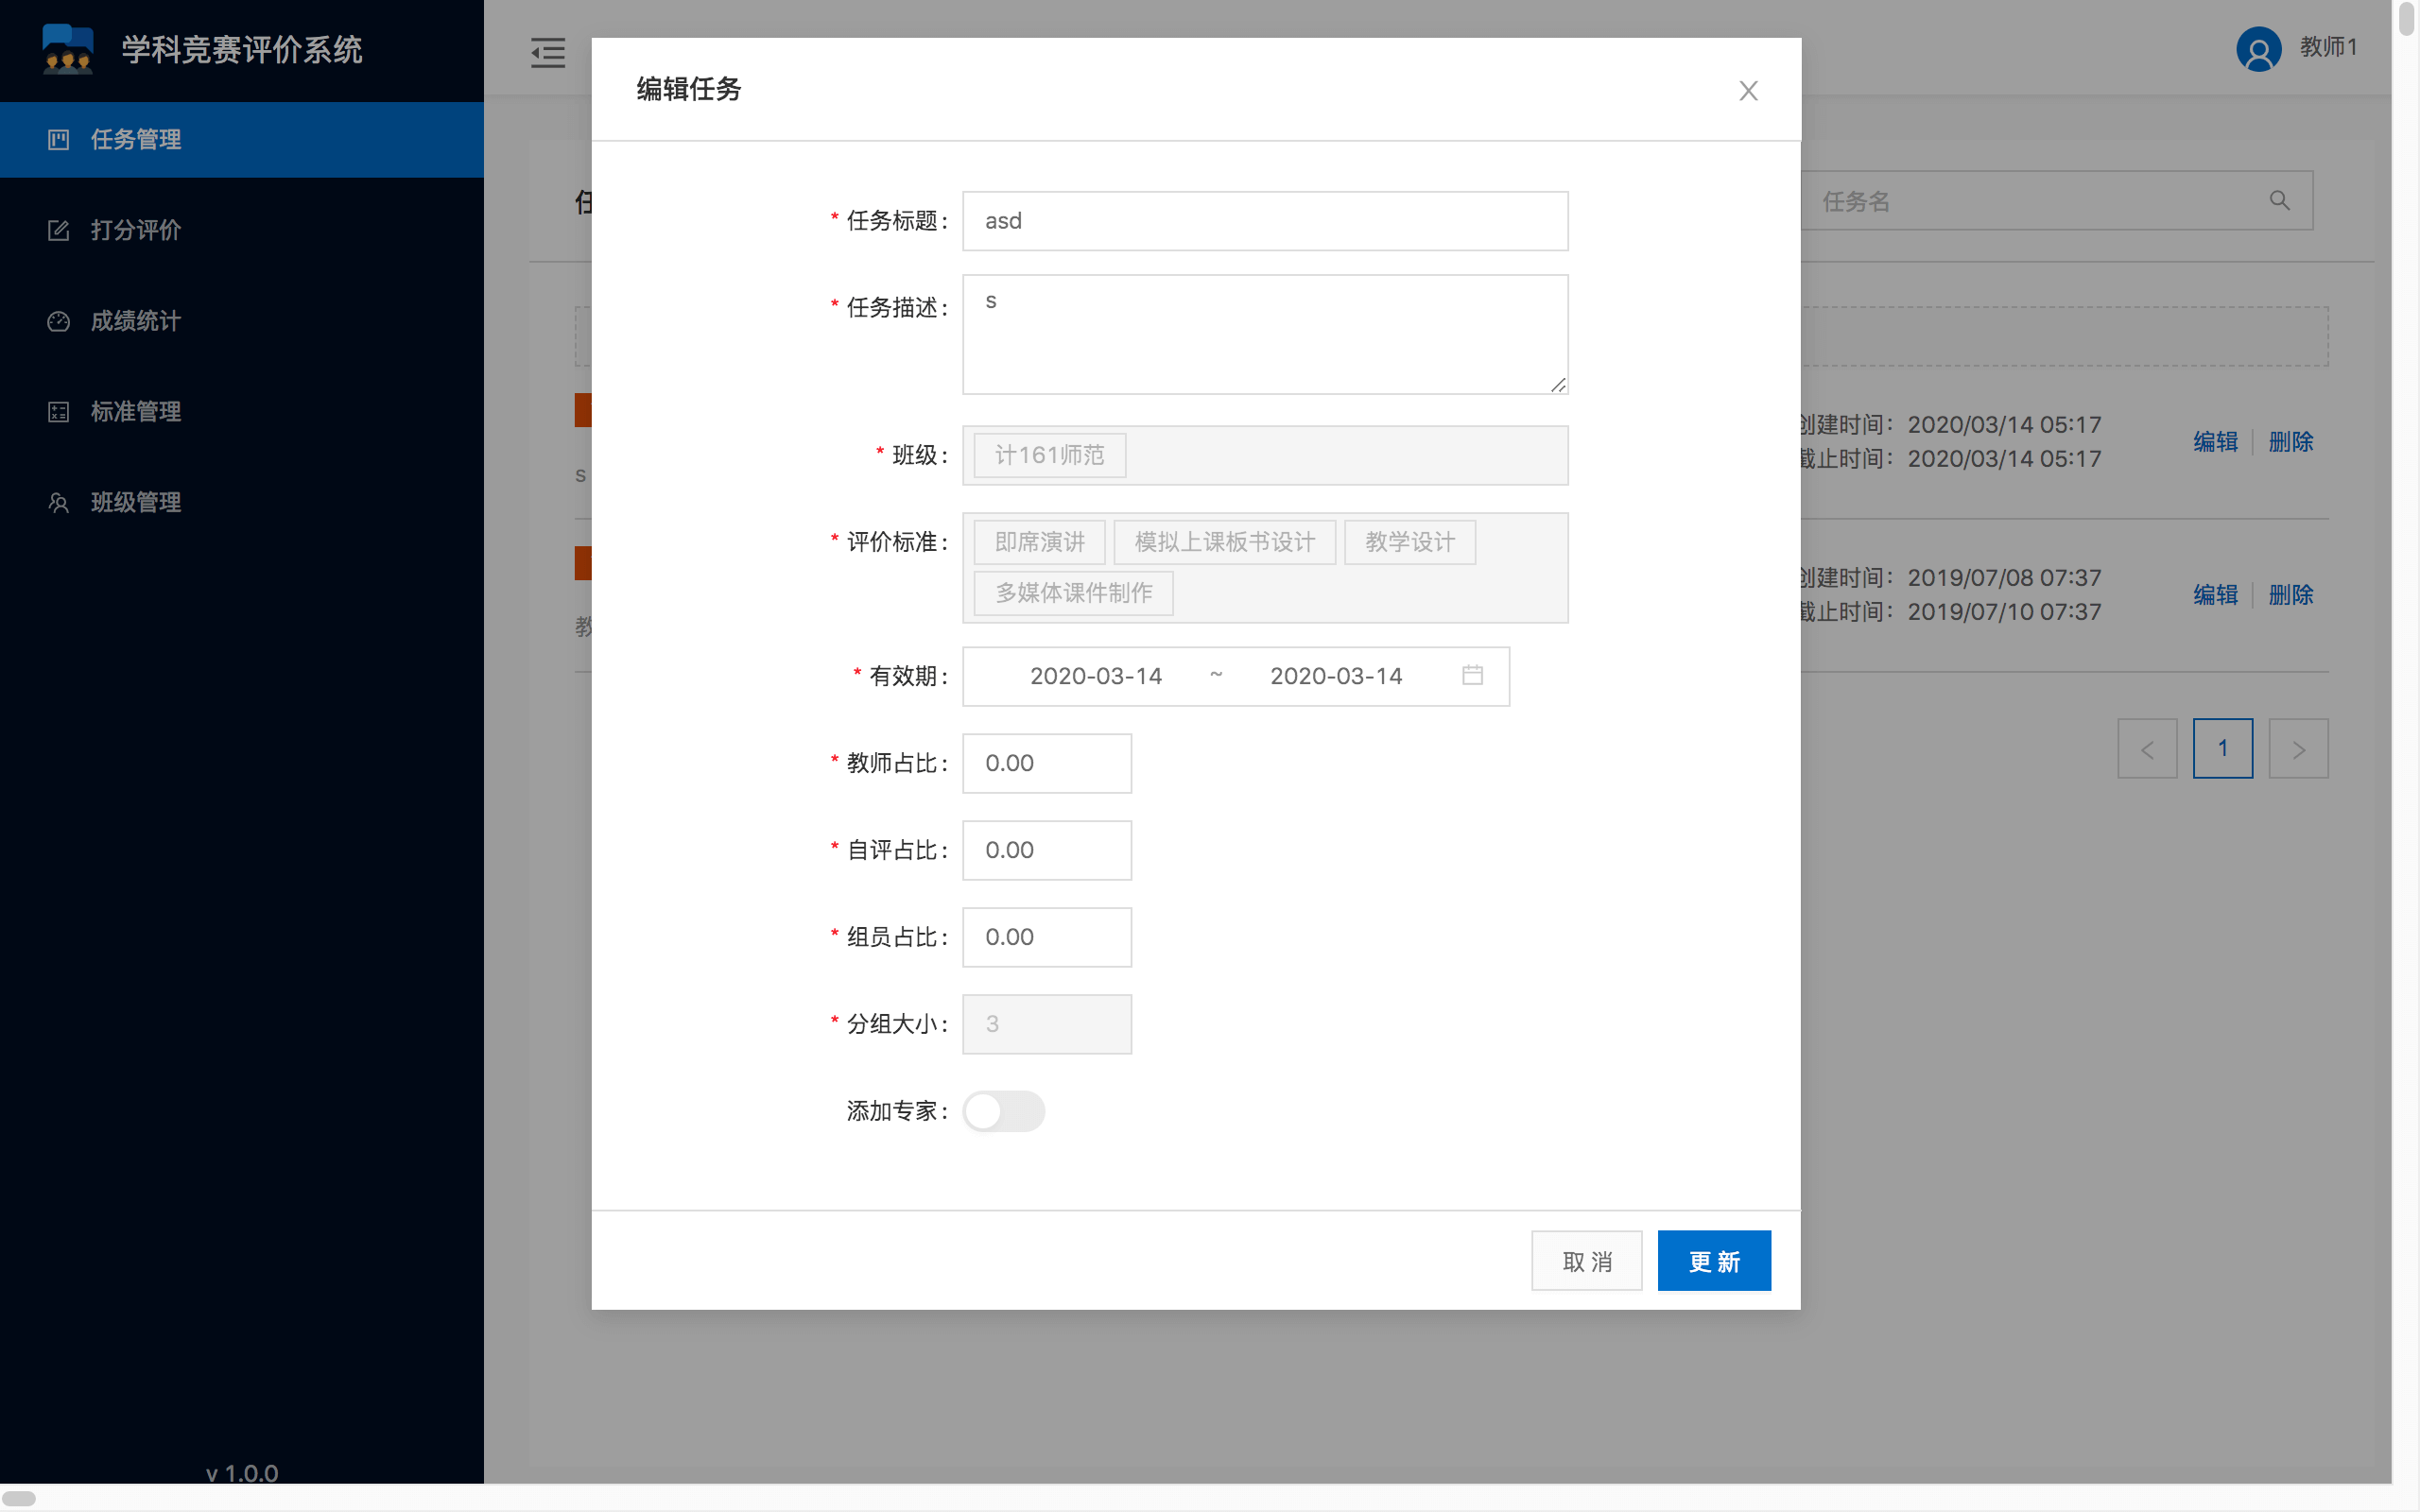 学科竞赛评价系统
教师1
任务管理
打分评价
成绩统计
标准管理
班级管理
v 1.0.0
任务名
创建时间：2020/03/14 05:17
截止时间：2020/03/14 05:17
编辑 删除
s
创建时间：2019/07/08 07:37
截止时间：2019/07/10 07:37
编辑 删除
教
1
编辑任务
* 任务标题: asd
* 任务描述: s
* 班级: 计161师范
* 评价标准: 即席演讲 模拟上课板书设计 教学设计
多媒体课件制作
* 有效期: 2020-03-14 ~ 2020-03-14
* 教师占比: 0.00
* 自评占比: 0.00
* 组员占比: 0.00
* 分组大小: 3
添加专家:
取 消 更 新